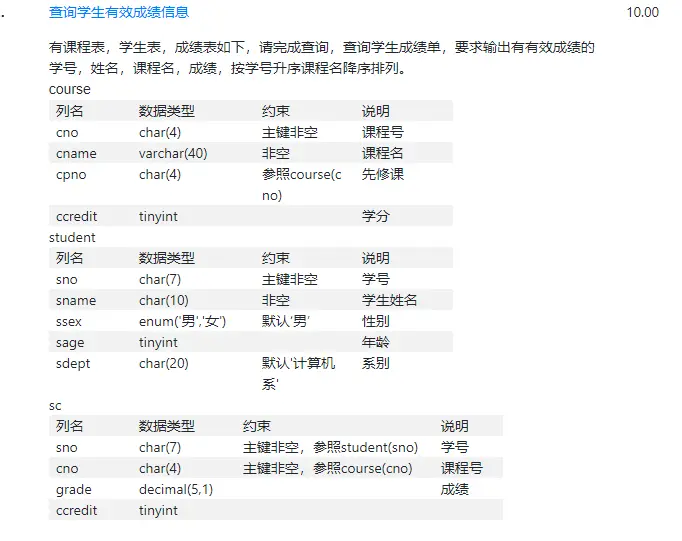 . 查询学生有效成绩信息 10.00
有课程表，学生表，成绩表如下，请完成查询，查询学生成绩单，要求输出有有效成绩的
学号，姓名，课程名，成绩，按学号升序课程名降序排列。
course
列名 数据类型 约束 说明
cno char(4) 主键非空 课程号
cname varchar(40) 非空 课程名
cpno char(4) 参照course(c 先修课
no)
ccredit tinyint 学分
student
列名 数据类型 约束 说明
sno char(7) 主键非空 学号
sname char(10) 非空 学生姓名
ssex enum('男','女') 默认'男' 性别
sage tinyint 年龄
sdept char(20) 默认'计算机 系别
系'
sc
列名 数据类型 约束 说明
sno char(7) 主键非空，参照student(sno) 学号
cno char(4) 主键非空，参照course(cno) 课程号
grade decimal(5,1) 成绩
ccredit tinyint